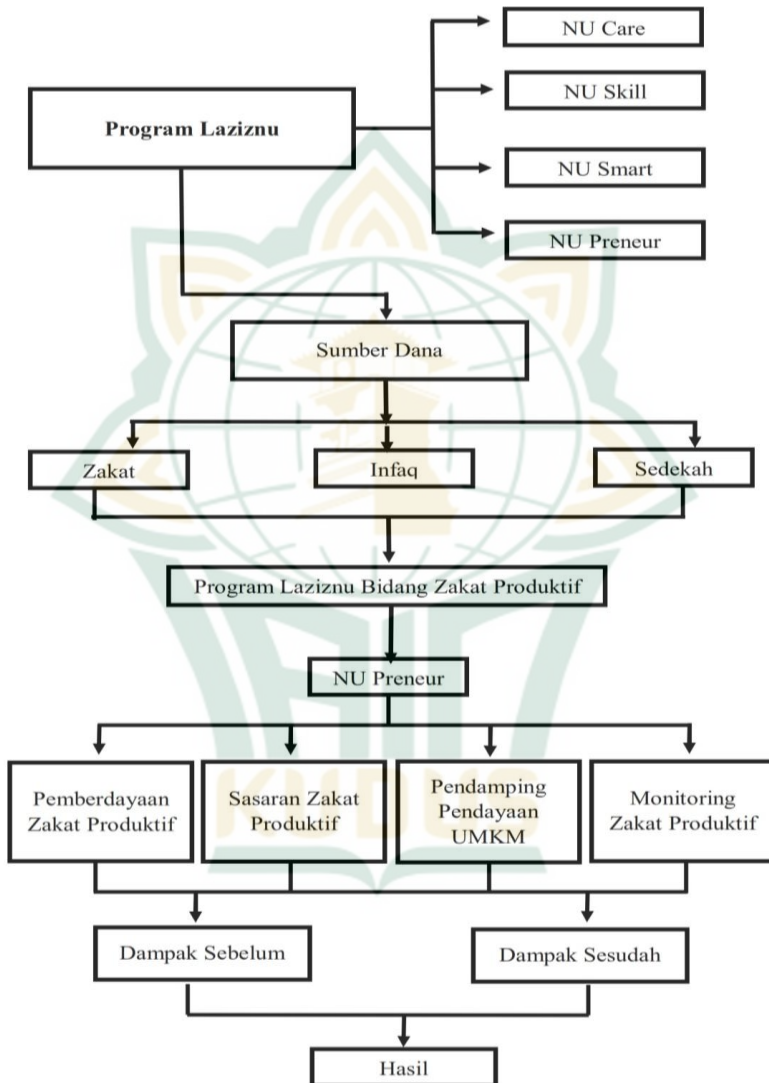 NU Care
NU Skill
Program Laziznu
NU Smart
NU Preneur
Sumber Dana
Zakat
Infaq
Sedekah
Program Laziznu Bidang Zakat Produktif
NU Preneur
Pemberdayaan
Zakat Produktif
Sasaran Zakat
Produktif
Pendamping
Pendayaan
UMKM
Monitoring
Zakat Produktif
KUDUS
Dampak Sebelum
Dampak Sesudah
Hasil